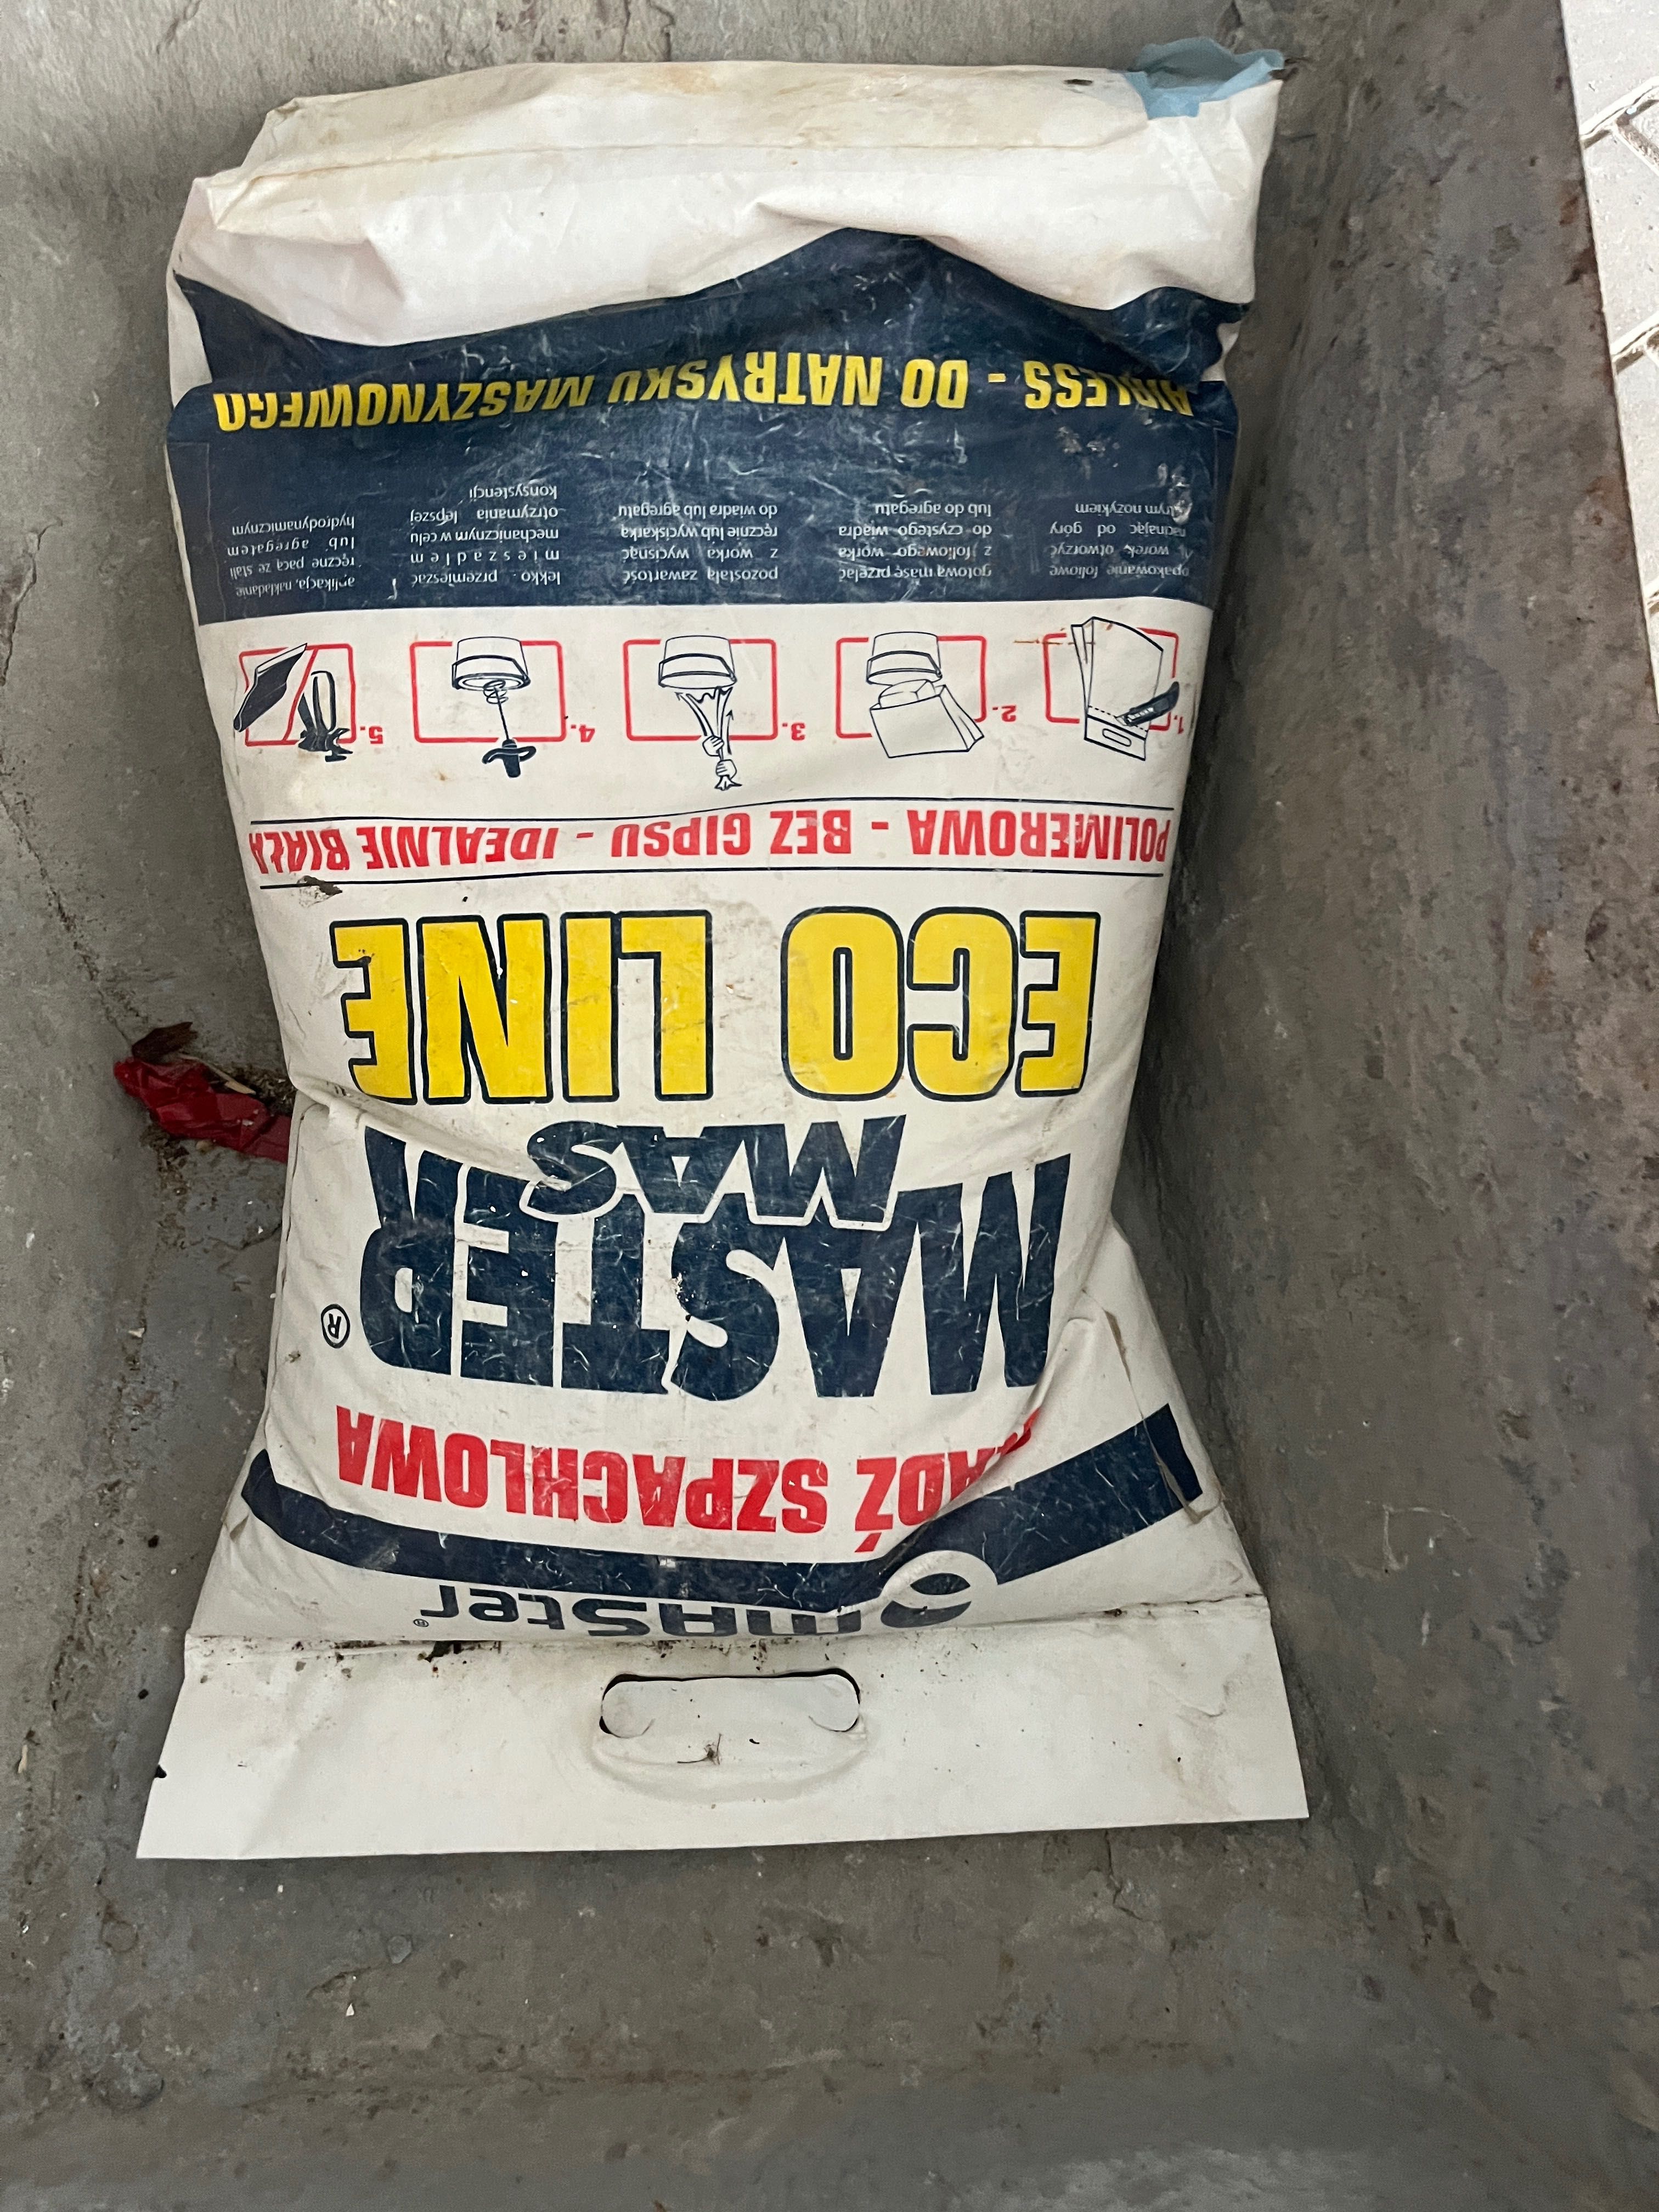 master®
GŁADŹ SZPACHLOWA
MASTER®
MAS
ECO LINE
POLIMEROWA - BEZ GIPSU - IDEALNIE BIAŁA
1.
2.
3.
4.
5.
opakowanie foliowe
worek otworzyć
nacinając od góry
ostrym nożykiem
gotową masę przelać
z foliowego worka
do czystego wiadra
lub do agregatu
pozostałą zawartość
z worka wycisnąć
ręcznie lub wyciskarką
do wiadra lub agregatu
lekko przemieszać
mieszadłem
mechanicznym w celu
otrzymania lepszej
konsystencji
aplikacja, nakładanie
ręczne pacą ze stali
lub agregatem
hydrodynamicznym
AIRLESS - DO NATRYSKU MASZYNOWEGO